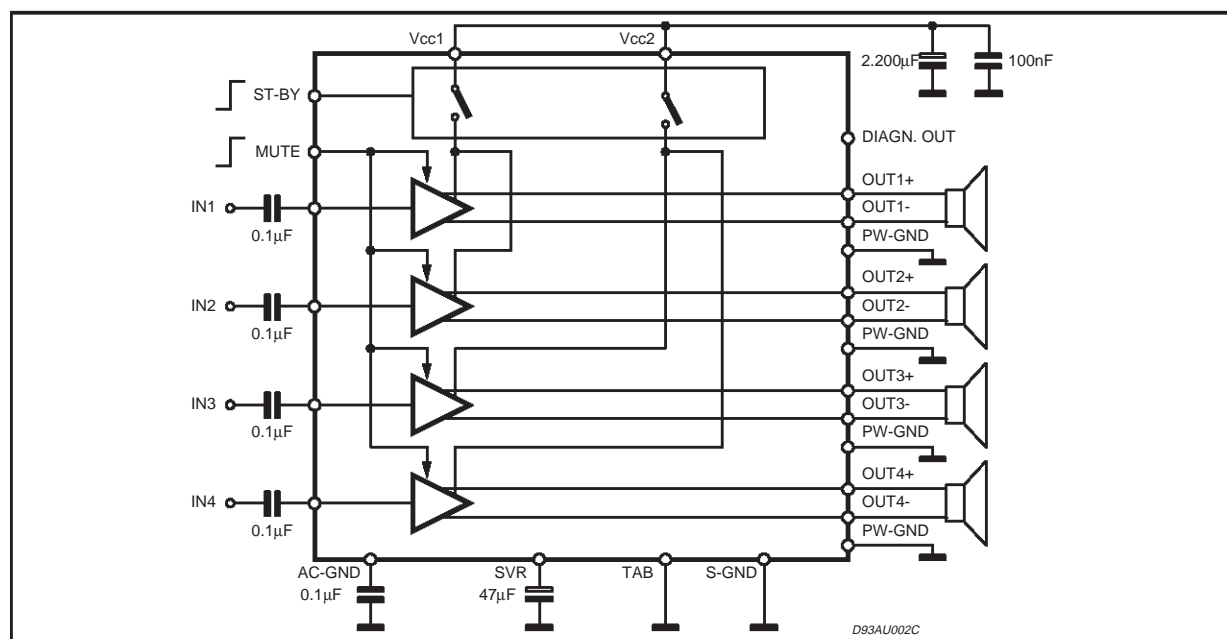 Vcc1
Vcc2
2.200µF
100nF
ST-BY
DIAGN. OUT
MUTE
OUT1+
IN1
OUT1-
0.1µF
PW-GND
OUT2+
IN2
OUT2-
0.1µF
PW-GND
OUT3+
IN3
OUT3-
0.1µF
PW-GND
OUT4+
IN4
OUT4-
0.1µF
PW-GND
AC-GND
SVR
TAB
S-GND
0.1µF
47µF
D93AU002C